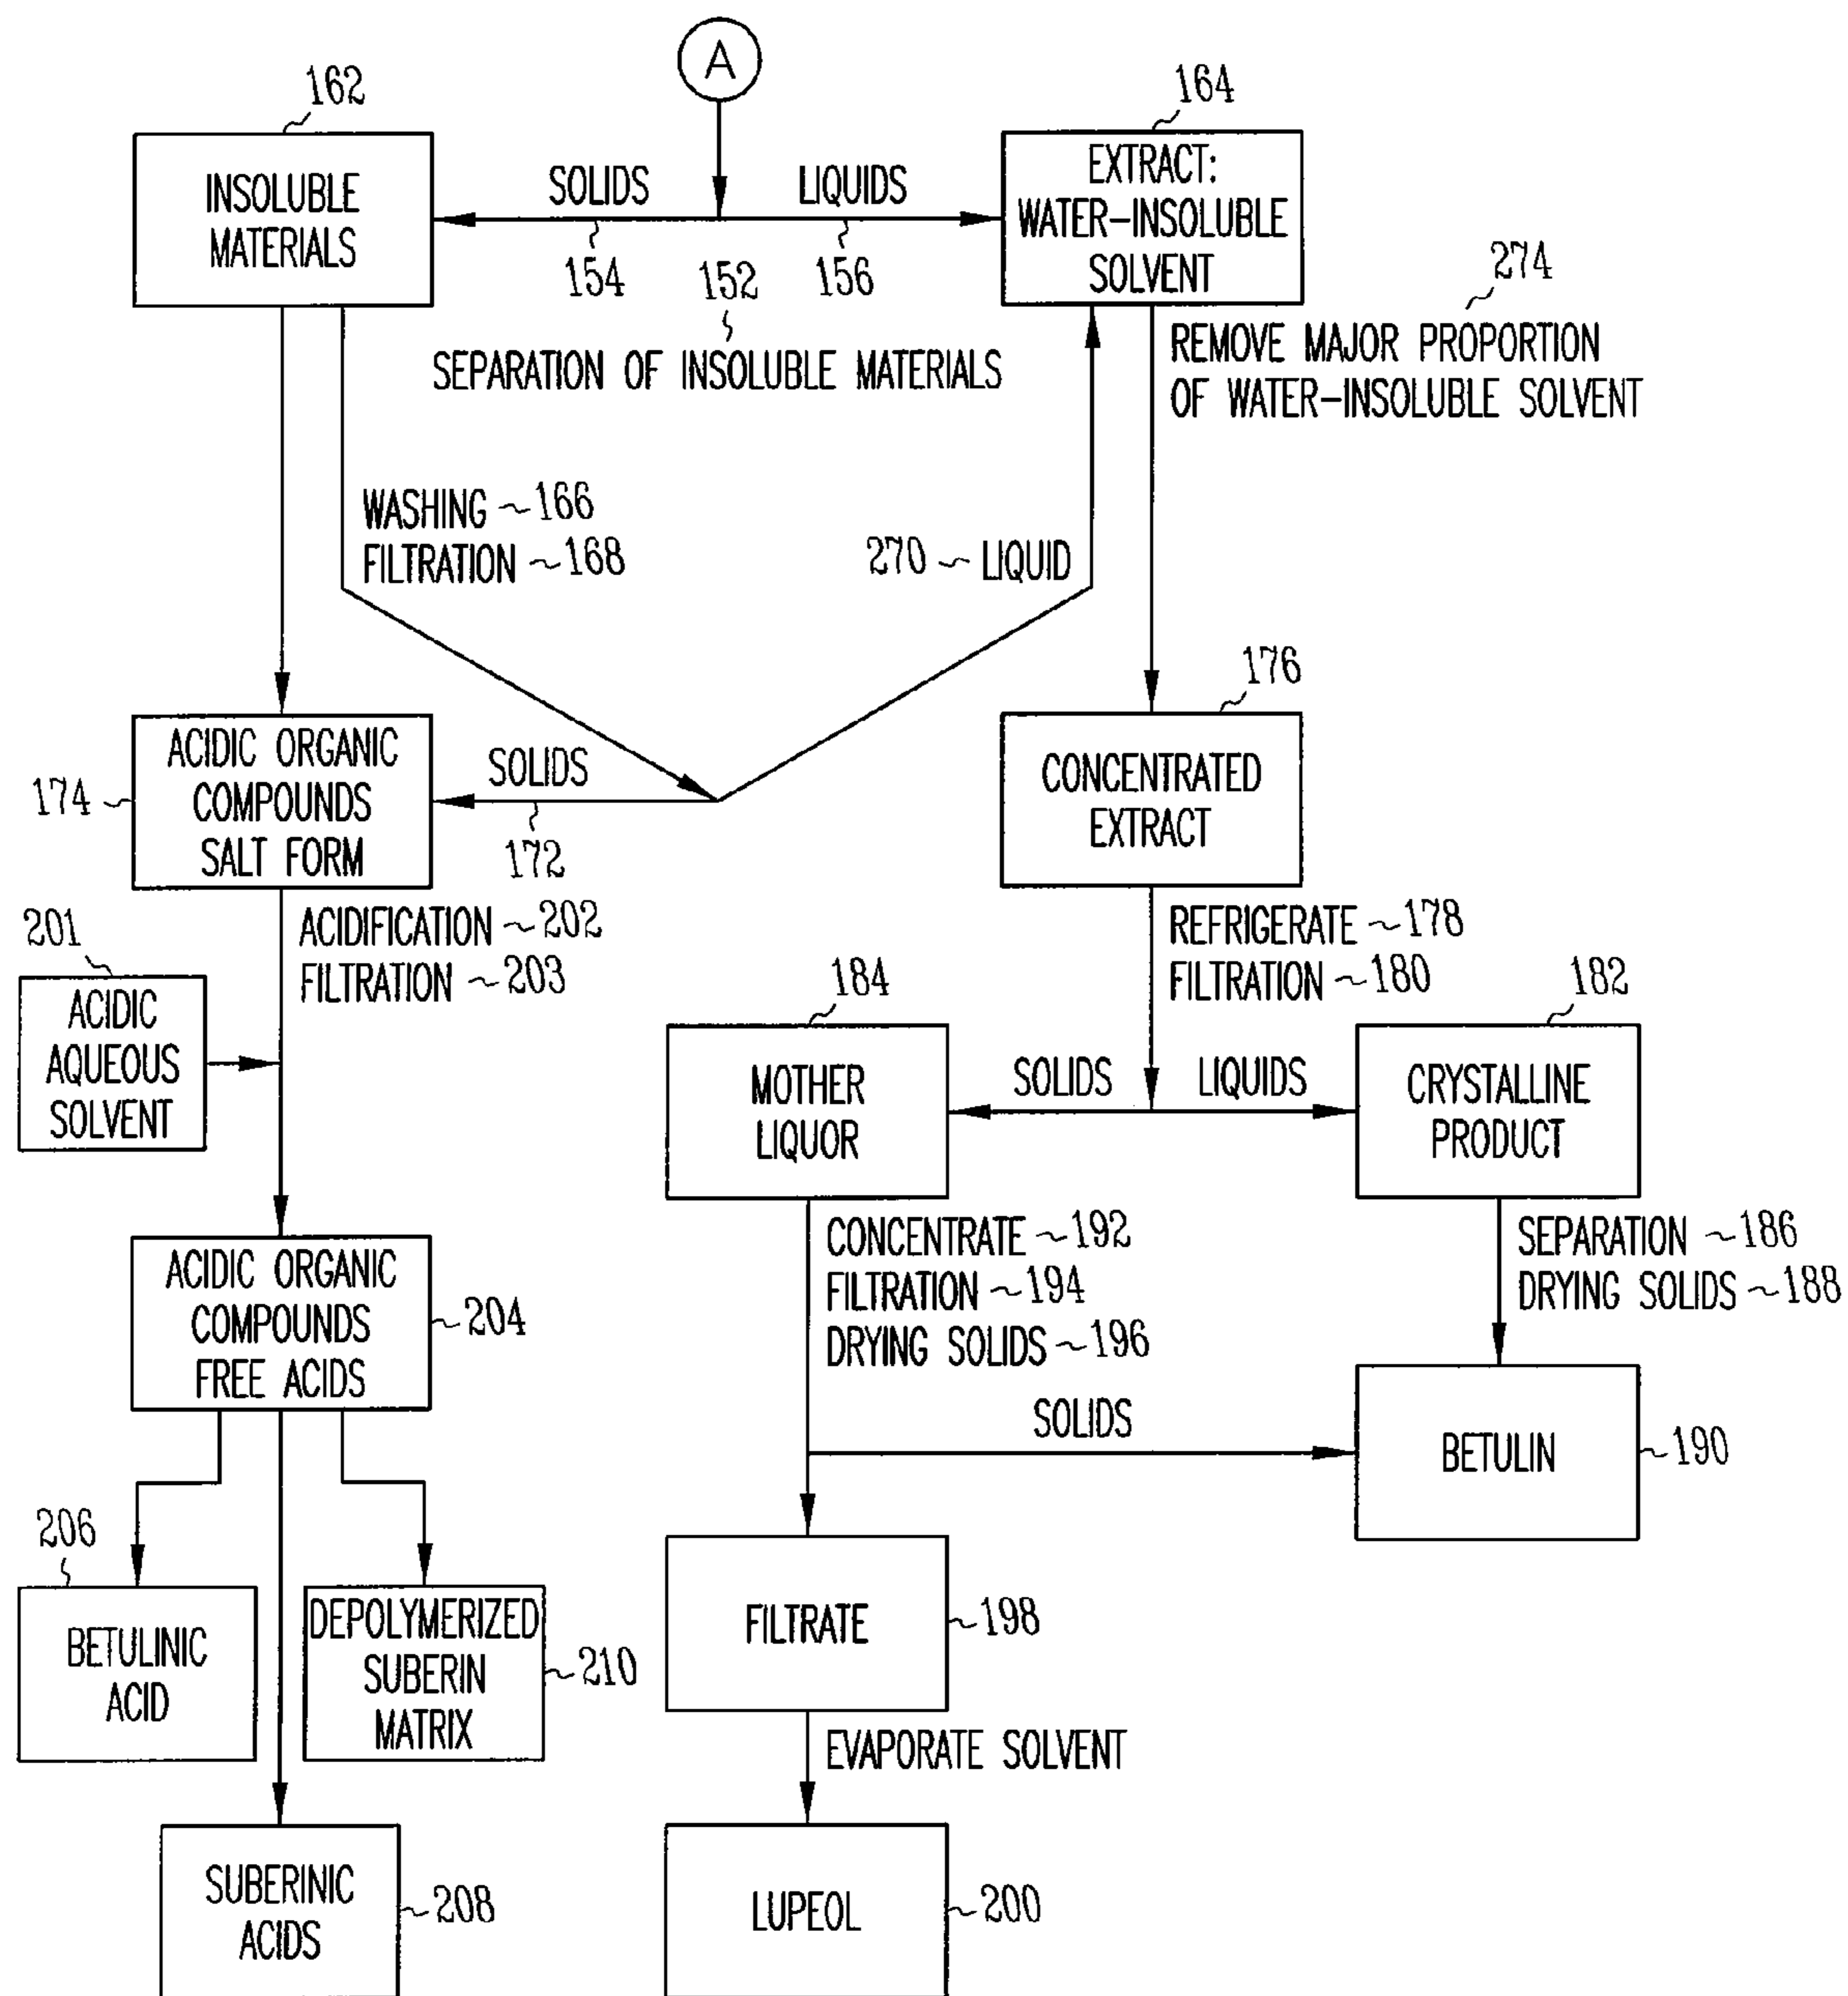 A
162
164
INSOLUBLE
MATERIALS
SOLIDS
LIQUIDS
EXTRACT:
WATER-INSOLUBLE
SOLVENT
154
152
156
274
SEPARATION OF INSOLUBLE MATERIALS
REMOVE MAJOR PROPORTION
OF WATER-INSOLUBLE SOLVENT
WASHING ~166
FILTRATION ~168
270 ~ LIQUID
176
174
ACIDIC ORGANIC
COMPOUNDS
SALT FORM
SOLIDS
172
CONCENTRATED
EXTRACT
201
ACIDIFICATION ~202
FILTRATION ~203
REFRIGERATE ~178
FILTRATION ~180
ACIDIC
AQUEOUS
SOLVENT
184
182
MOTHER
LIQUOR
SOLIDS
LIQUIDS
CRYSTALLINE
PRODUCT
CONCENTRATE ~192
FILTRATION ~194
DRYING SOLIDS ~196
SEPARATION ~186
DRYING SOLIDS ~188
ACIDIC ORGANIC
COMPOUNDS
FREE ACIDS
204
SOLIDS
BETULIN
190
206
BETULINIC
ACID
DEPOLYMERIZED
SUBERIN
MATRIX
210
FILTRATE
198
EVAPORATE SOLVENT
SUBERINIC
ACIDS
208
LUPEOL
200